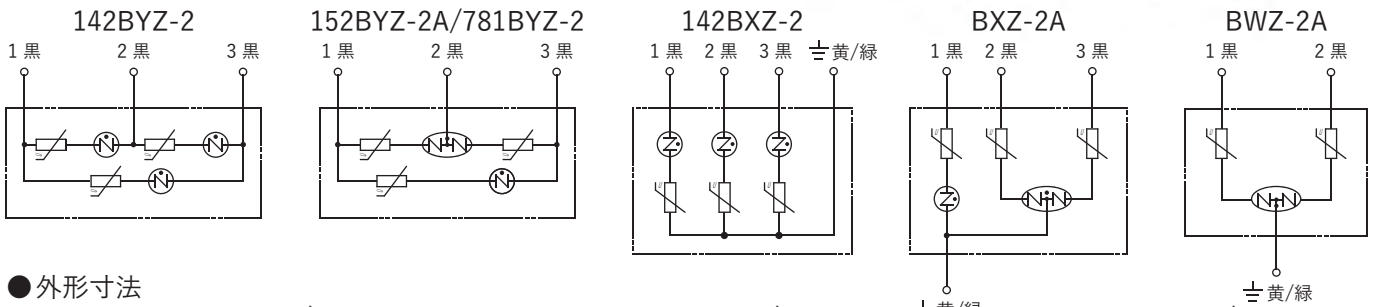 142BYZ-2 152BYZ-2A/781BYZ-2 142BXZ-2 BXZ-2A BWZ-2A
1 黒 2 黒 3 黒 1 黒 2 黒 3 黒 1 黒 2 黒 3 黒 黄/緑 1 黒 2 黒 3 黒 1 黒 2 黒
黄/緑
●外形寸法